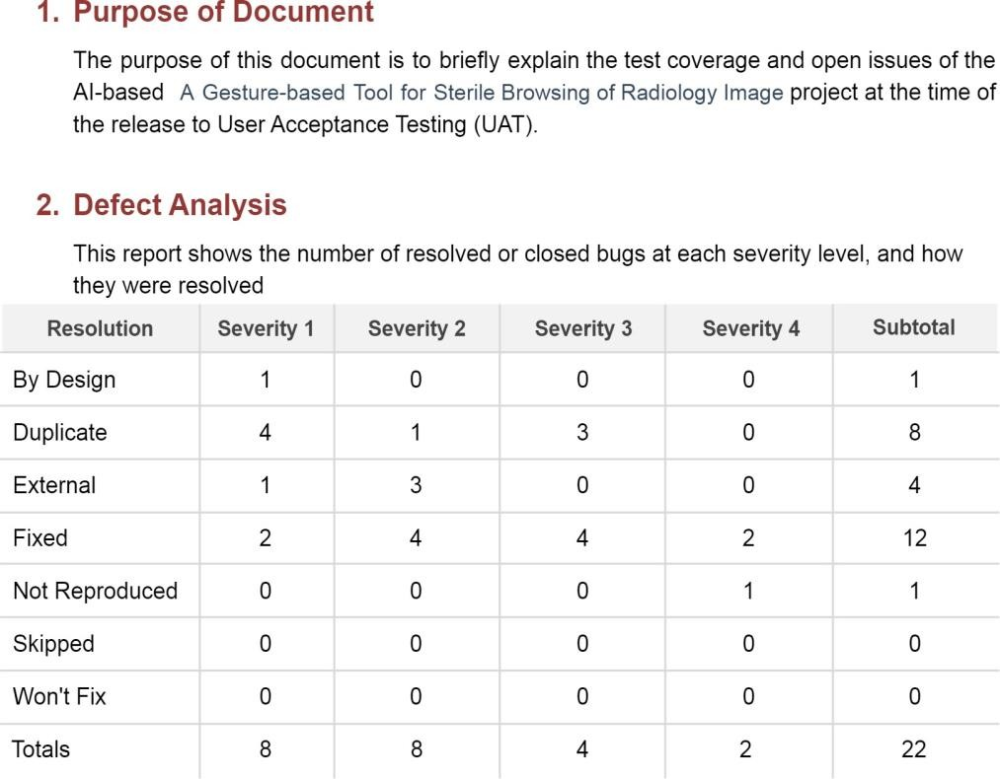 1. Purpose of Document
The purpose of this document is to briefly explain the test coverage and open issues of the
AI-based A Gesture-based Tool for Sterile Browsing of Radiology Image project at the time of
the release to User Acceptance Testing (UAT).
2. Defect Analysis
This report shows the number of resolved or closed bugs at each severity level, and how
they were resolved
Resolution Severity 1 Severity 2 Severity 3 Severity 4 Subtotal
By Design 1 0 0 0 1
Duplicate 4 1 3 0 8
External 1 3 0 0 4
Fixed 2 4 4 2 12
Not Reproduced 0 0 0 1 1
Skipped 0 0 0 0 0
Won't Fix 0 0 0 0 0
Totals 8 8 4 2 22